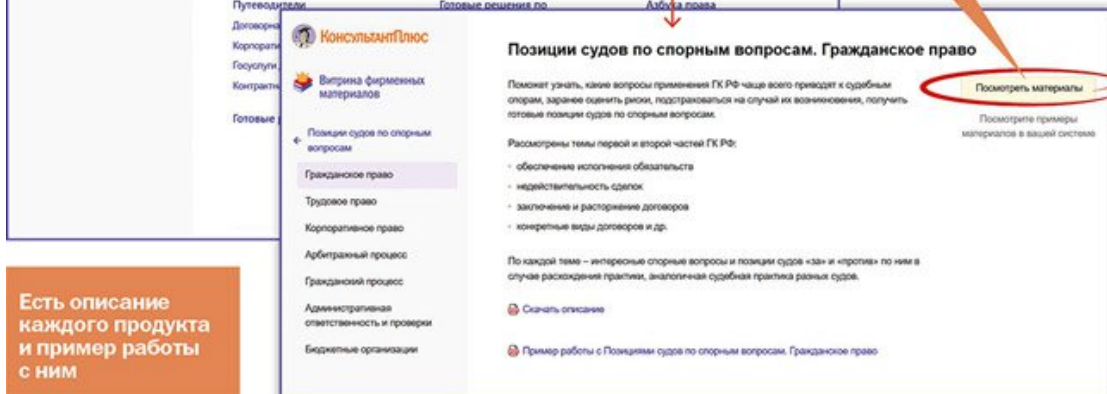 Путеводители
Готовые решения по
Азбука права
Корпорати
Госуслуги,
Готовые
КонсультантПлюс
Витрина фирменных
материалов
Позиции судов по спорным
вопросам
Гражданское право
Трудовое право
Корпоративное право
Арбитражный процесс
Гражданский процесс
Административная
ответственность и проверки
Бюджетные организации
Позиции судов по спорным вопросам. Гражданское право
Поможет узнать, какие вопросы применения ГК РФ чаще всего приводят к судебным
спорам, заранее оценить риски, подстраховаться на случай их возникновения, получить
готовые позиции судов по спорным вопросам.
Рассмотрены темы первой и второй частей ГК РФ:
- обеспечение исполнения обязательств
- недействительность сделок
- заключение и расторжение договоров
- конкретные виды договоров и др.
По каждой теме – интересные спорные вопросы и позиции судов «за» и «против» по ним в
случае расхождения практики, аналогичная судебная практика разных судов.
Скачать описание
Пример работы с Позициями судов по спорным вопросам. Гражданское право
Посмотреть материалы
Посмотрите примеры
материалов в вашей системе
Есть описание
каждого продукта
и пример работы
с ним